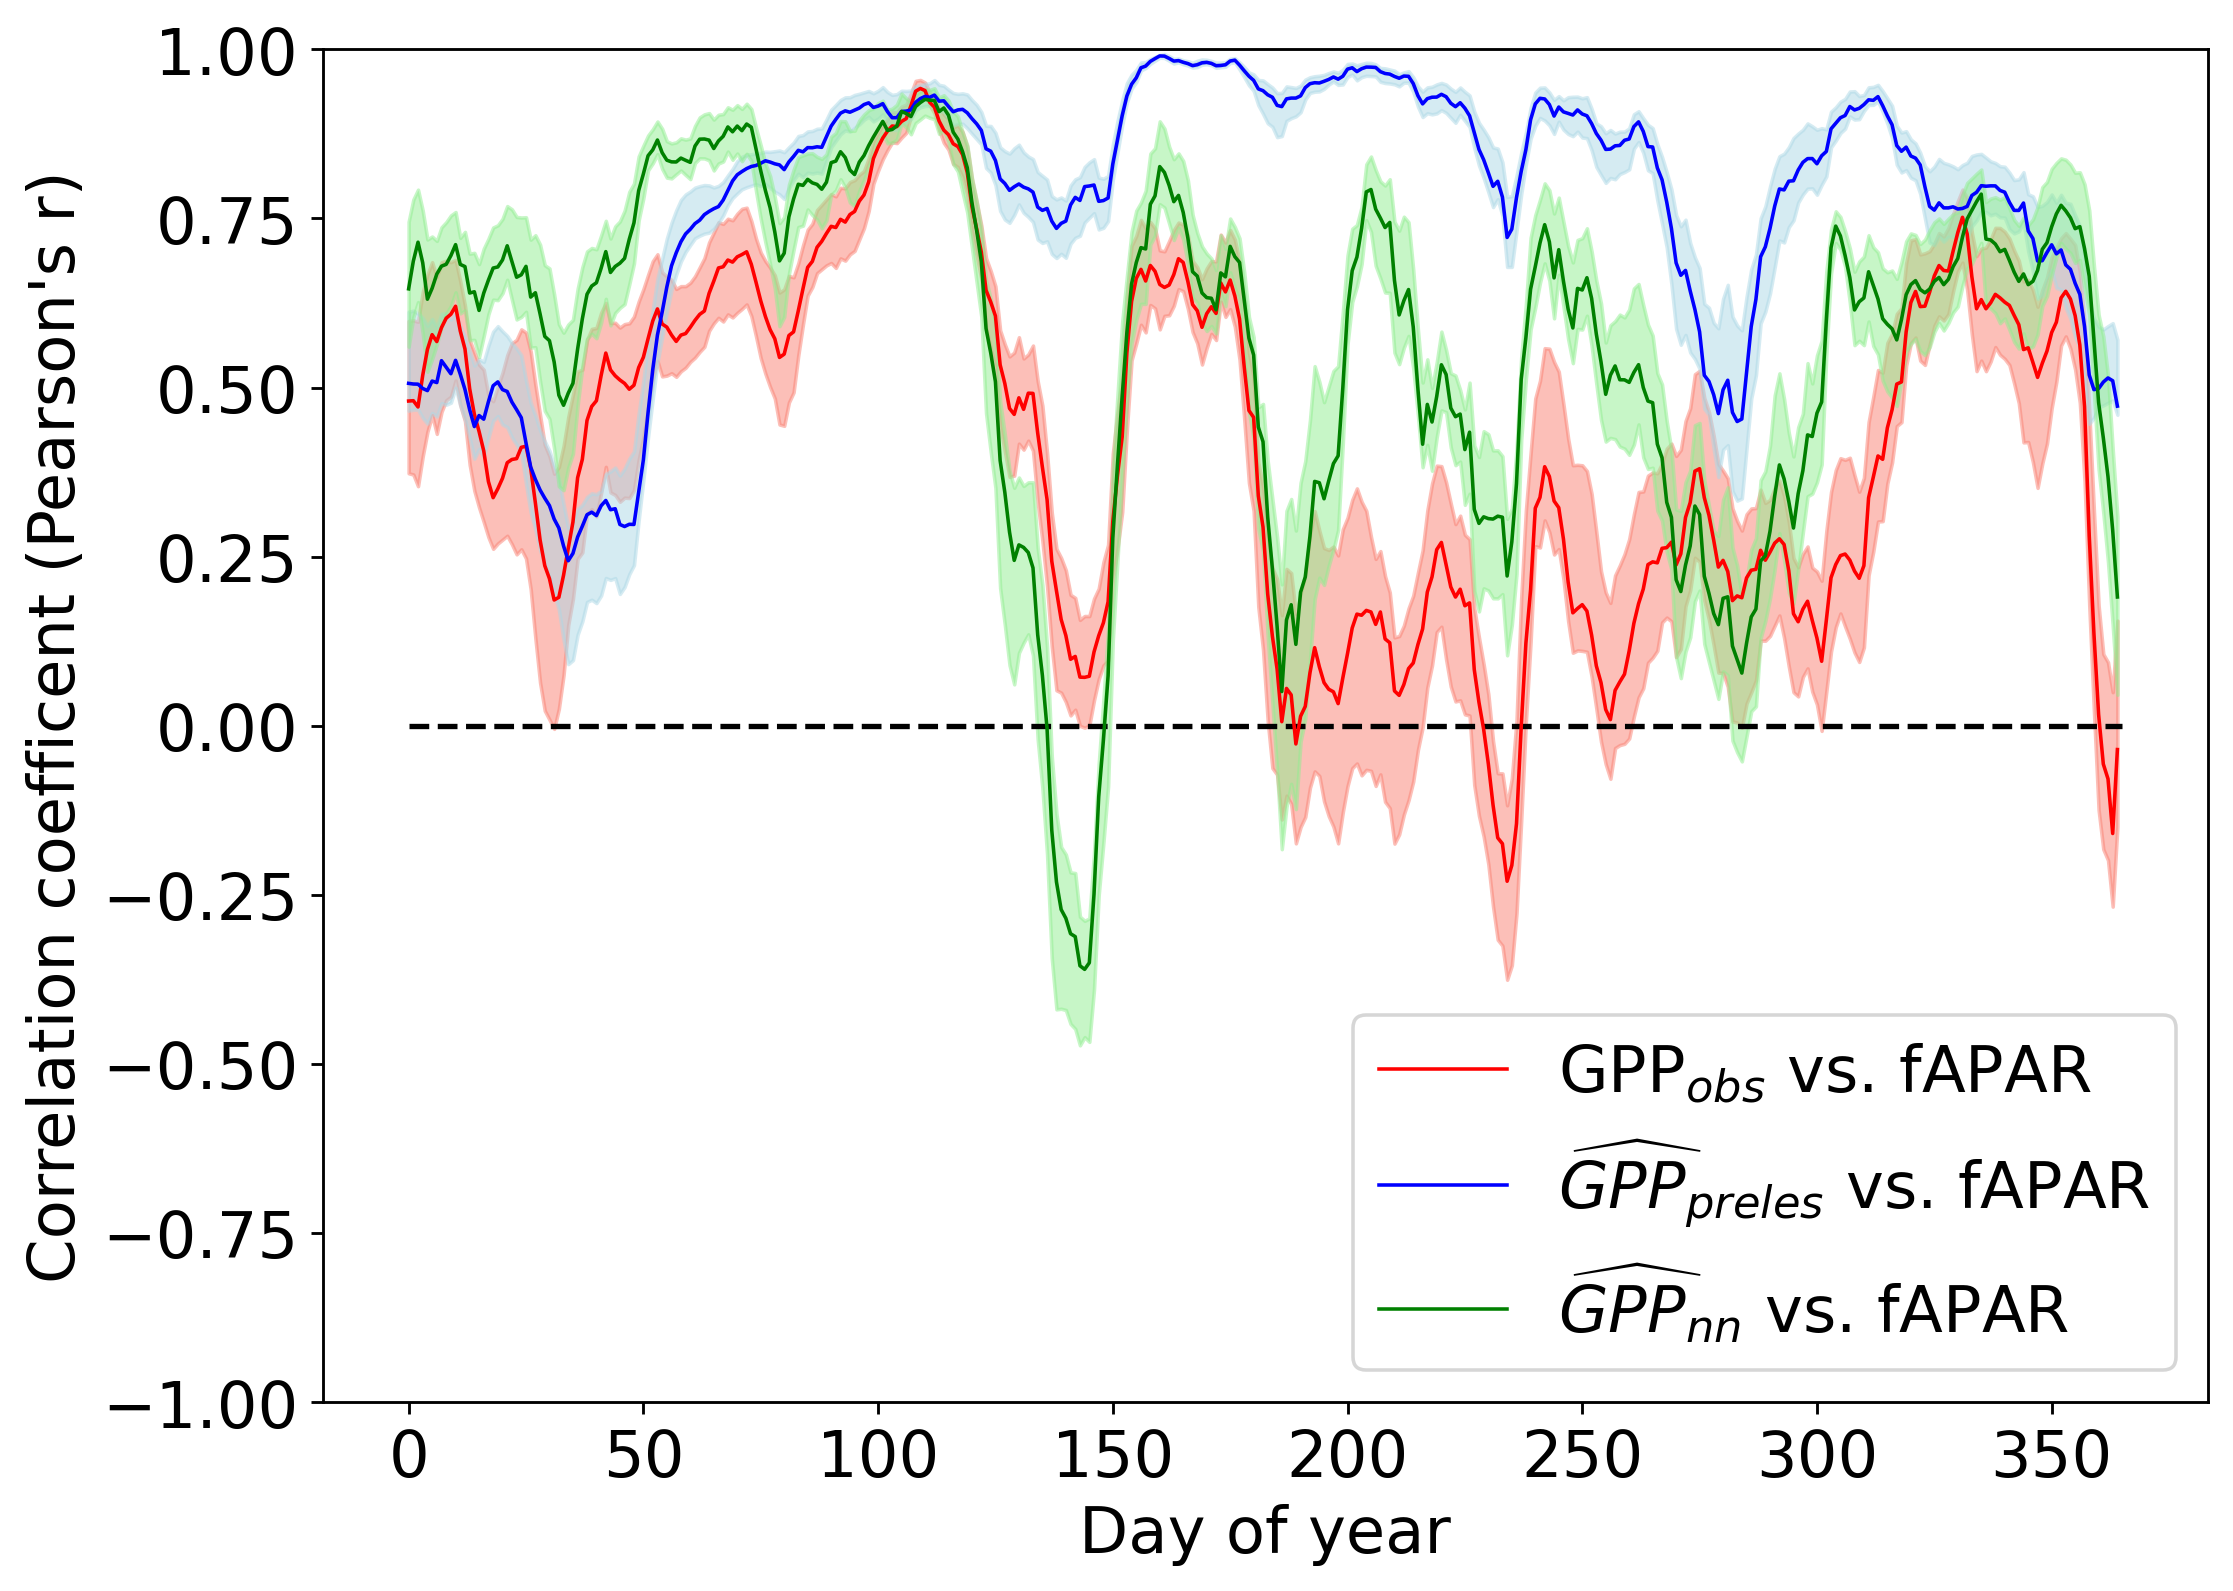 Correlation coefficent (Pearson's r)
1.00
0.75
0.50
0.25
0.00
−0.25
−0.50
−0.75
−1.00
GPP_obs vs. fAPAR
GPP_preles vs. fAPAR
GPP_nn vs. fAPAR
0 50 100 150 200 250 300 350
Day of year